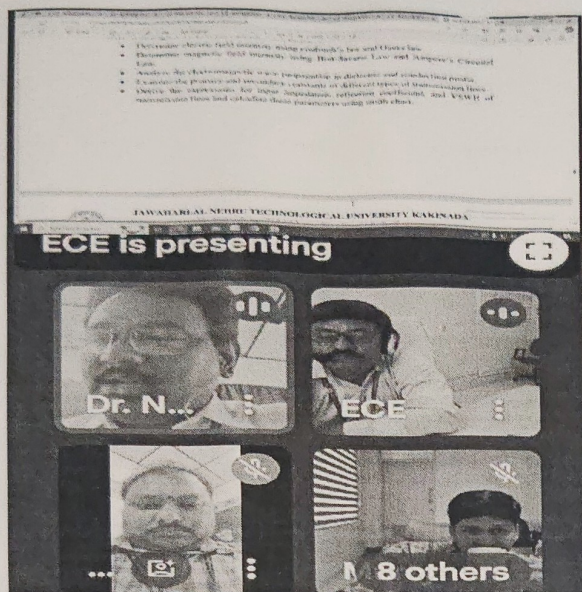 Determine electric field intensity using coulomb's law and Gauss law.
Determine magnetic field intensity using Biot-Savart Law and Ampere's Circuital
Law.
Analyze the electromagnetic wave propagation in dielectric and conducting media
Examine the primary and secondary constants of different types of transmission lines.
Derive the expressions for input impedance, reflection coefficient, and VSWR of
transmission lines and calculate these parameters using smith chart.
JAWAHARLAL NEHRU TECHNOLOGICAL UNIVERSITY KAKINADA
ECE is presenting
Dr. N...
ECE
...
M 8 others